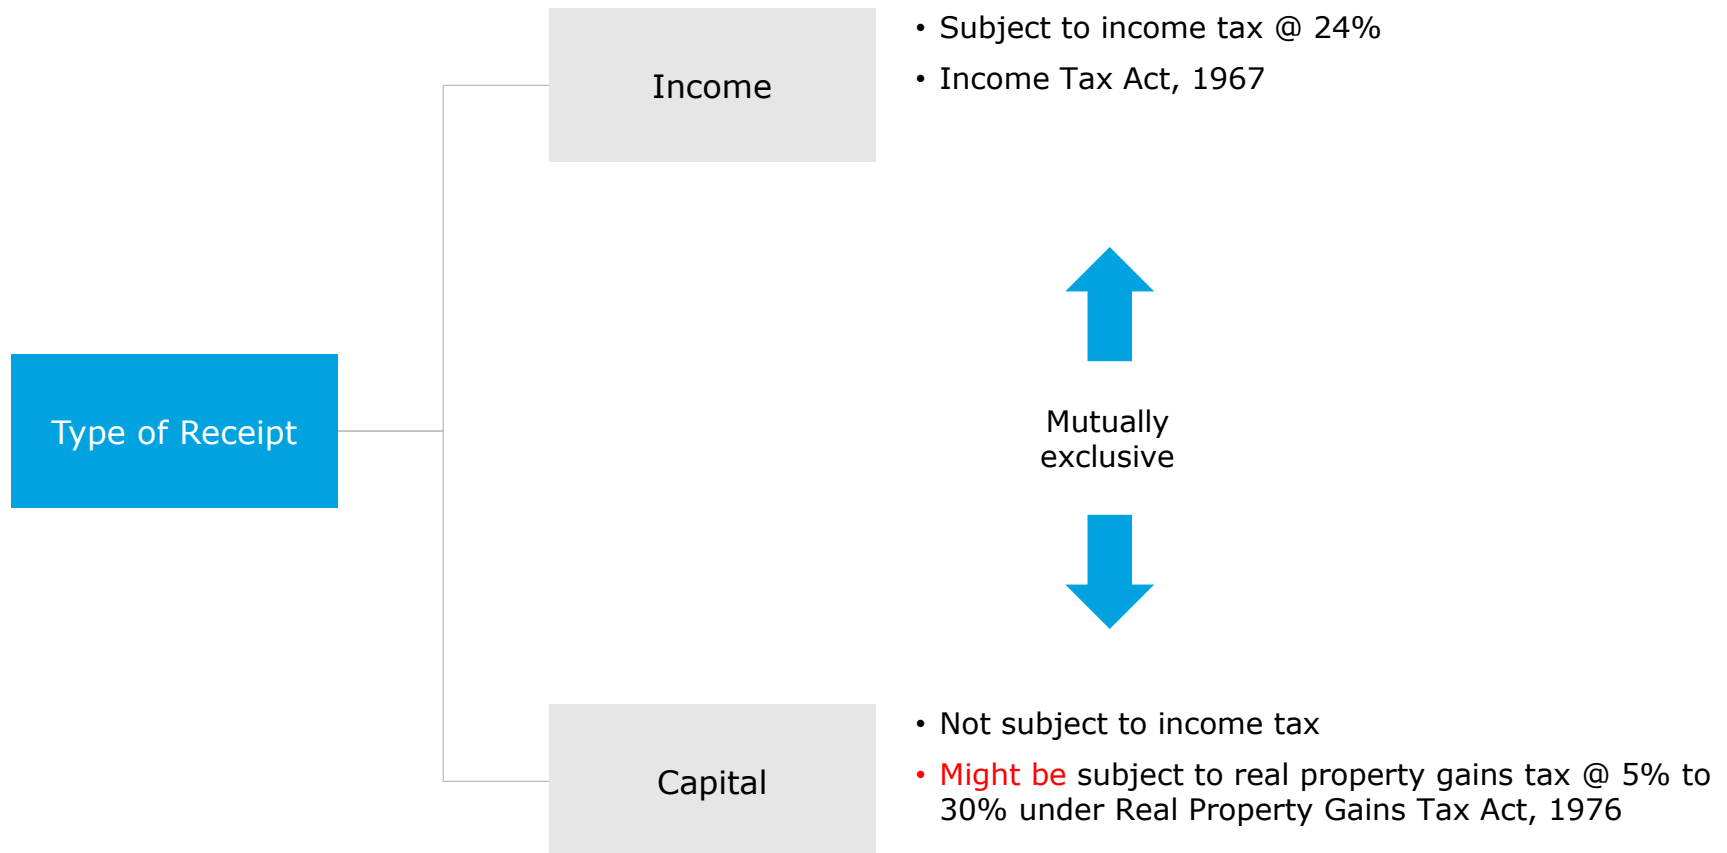 Income
• Subject to income tax @ 24%
• Income Tax Act, 1967
Type of Receipt
Mutually
exclusive
Capital
• Not subject to income tax
• Might be subject to real property gains tax @ 5% to
30% under Real Property Gains Tax Act, 1976